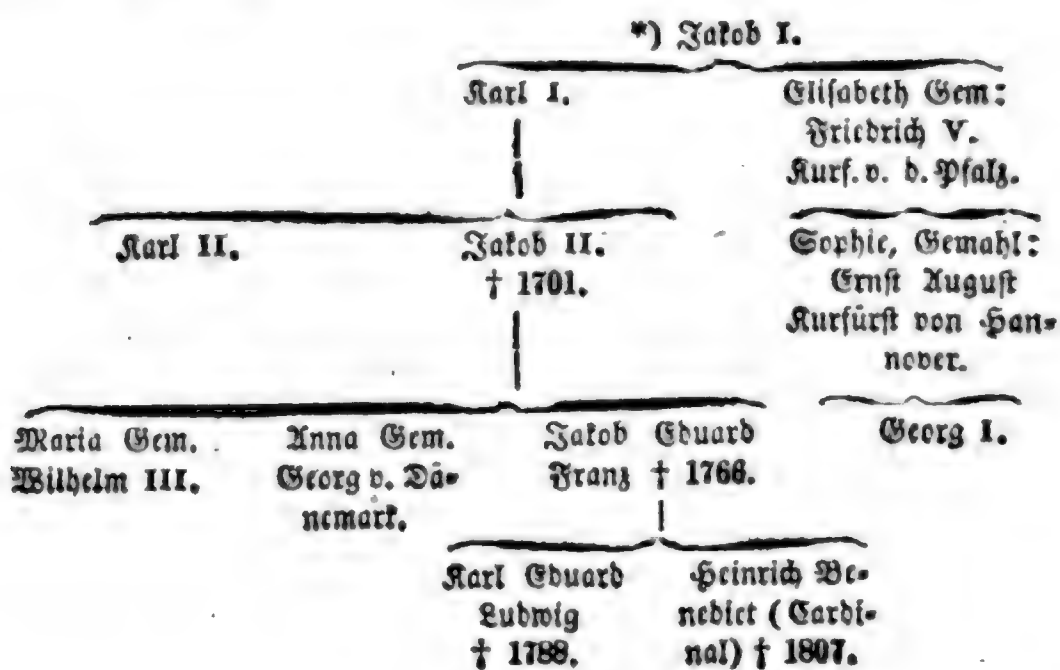 *) Jakob I.
Karl I.
Elisabeth Gem:
Friedrich V.
Kurf. v. d. Pfalz.
Karl II.
Jakob II.
† 1701.
Sophie, Gemahl:
Ernst August
Kurfürst von Han-
nover.
Maria Gem.
Wilhelm III.
Anna Gem.
Georg v. Dä-
nemark.
Jakob Eduard
Franz † 1766.
Georg I.
Karl Eduard
Ludwig
† 1788.
Heinrich Be-
nedict (Cardi-
nal) † 1807.